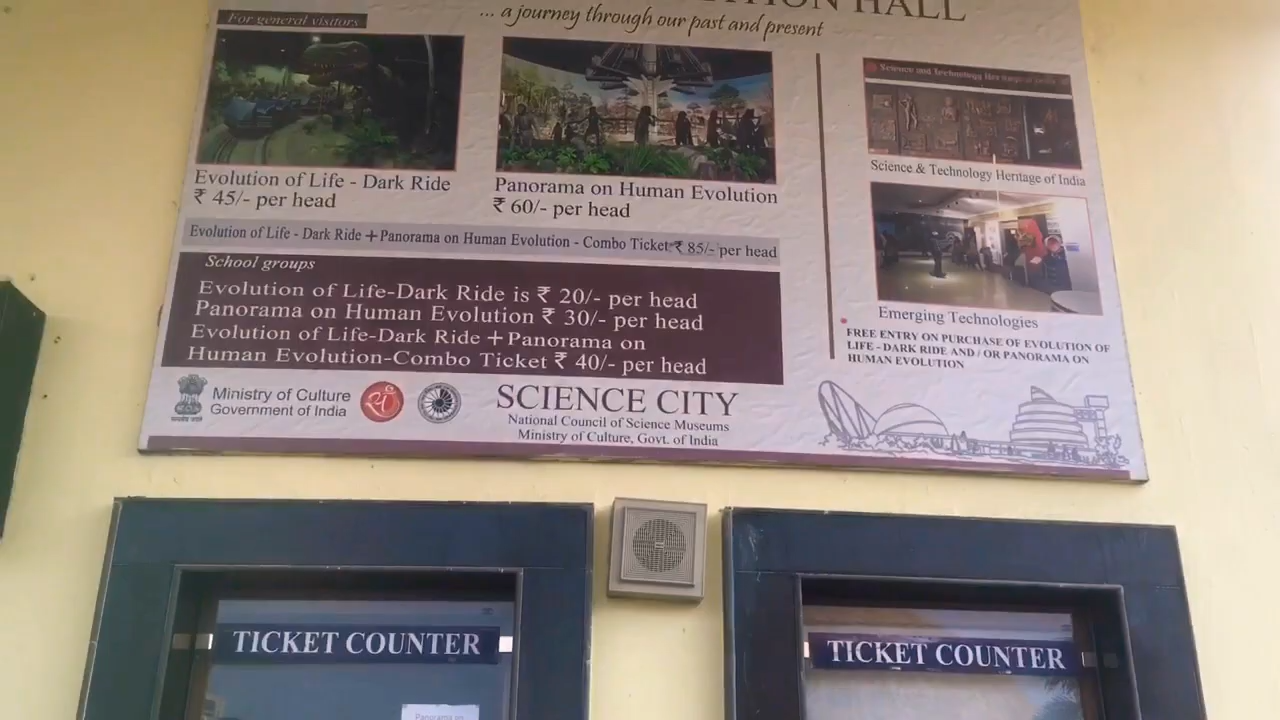 HALL
... a journey through our past and present
For general visitors
Evolution of Life - Dark Ride
₹ 45/- per head
Panorama on Human Evolution
₹ 60/- per head
Evolution of Life - Dark Ride + Panorama on Human Evolution - Combo Ticket ₹ 85/- per head
School groups
Evolution of Life-Dark Ride is ₹ 20/- per head
Panorama on Human Evolution ₹ 30/- per head
Evolution of Life-Dark Ride + Panorama on
Human Evolution-Combo Ticket ₹ 40/- per head
Science and Technology Heritage of India
Science & Technology Heritage of India
Emerging Technologies
FREE ENTRY ON PURCHASE OF EVOLUTION OF
LIFE - DARK RIDE AND / OR PANORAMA ON
HUMAN EVOLUTION
Ministry of Culture
Government of India
SCIENCE CITY
National Council of Science Museums
Ministry of Culture, Govt. of India
TICKET COUNTER
TICKET COUNTER
Panorama on